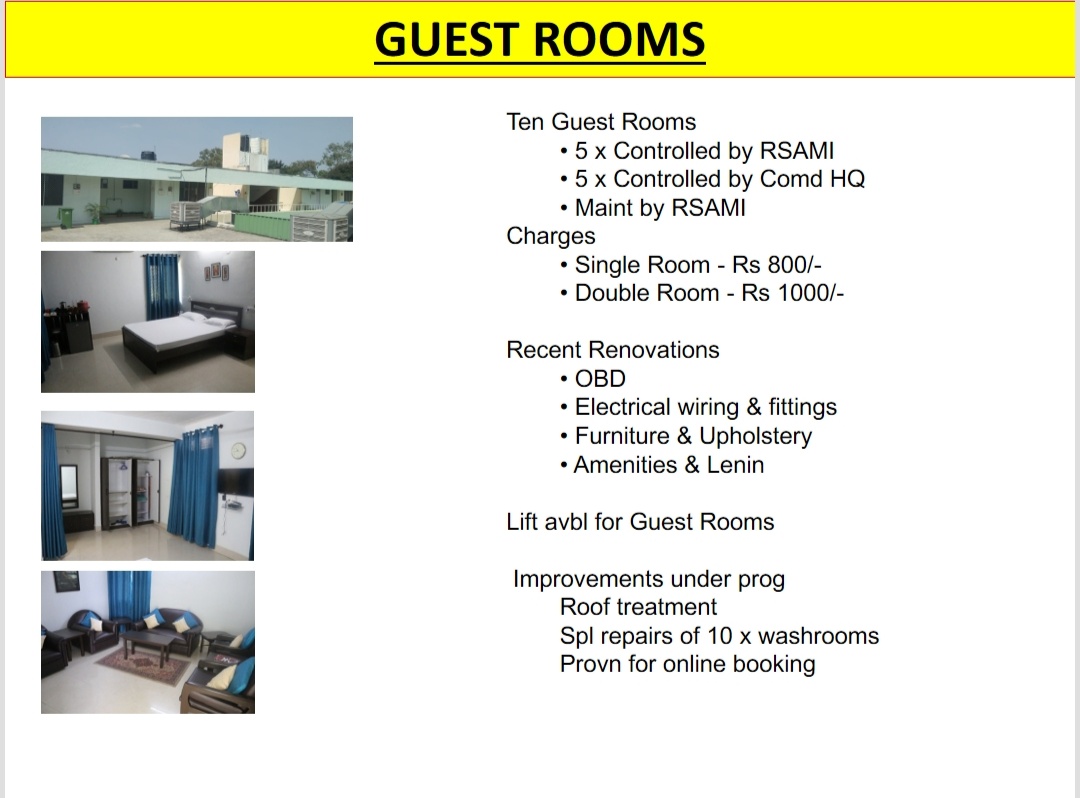 GUEST ROOMS
Ten Guest Rooms
• 5 x Controlled by RSAMI
• 5 x Controlled by Comd HQ
• Maint by RSAMI
Charges
• Single Room - Rs 800/-
• Double Room - Rs 1000/-
Recent Renovations
• OBD
• Electrical wiring & fittings
• Furniture & Upholstery
• Amenities & Lenin
Lift avbl for Guest Rooms
Improvements under prog
Roof treatment
Spl repairs of 10 x washrooms
Provn for online booking